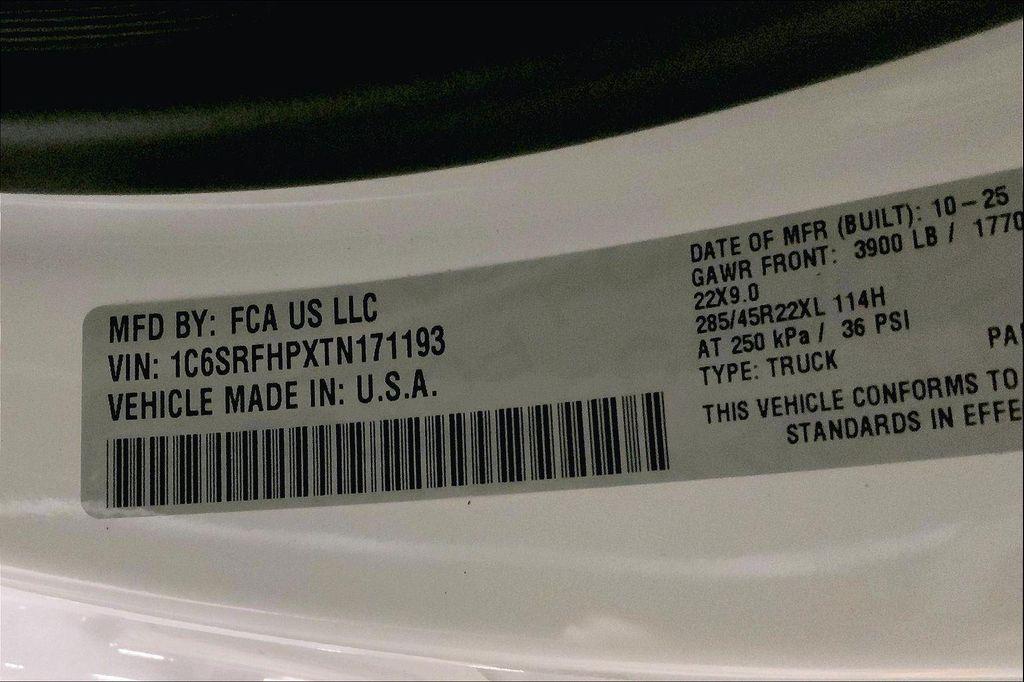 MFD BY: FCA US LLC
VIN: 1C6SRFHPXTN171193
VEHICLE MADE IN: U.S.A.
DATE OF MFR (BUILT): 10-25
GAWR FRONT: 3900 LB / 1770
22X9.0
285/45R22XL 114H
AT 250 kPa / 36 PSI
TYPE: TRUCK
PA
THIS VEHICLE CONFORMS TO
STANDARDS IN EFFE